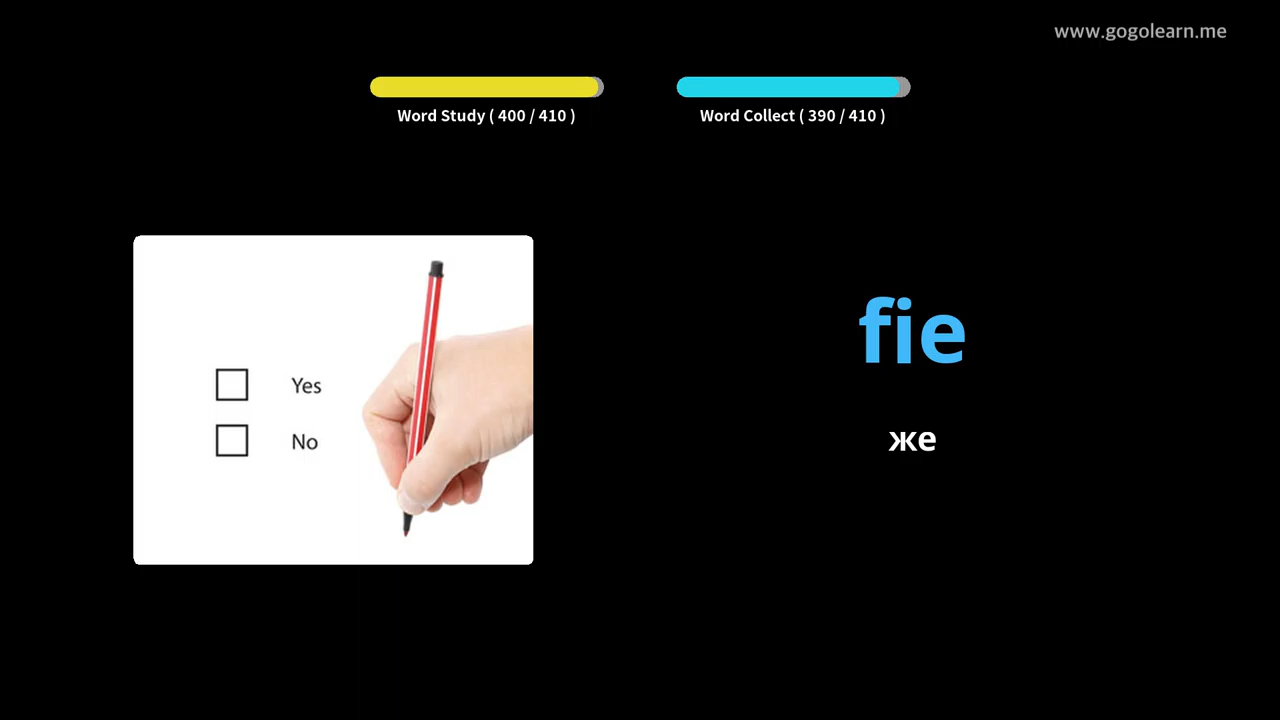 www.gogolearn.me
Word Study ( 400 / 410 )
Word Collect ( 390 / 410 )
Yes
No
fie
же